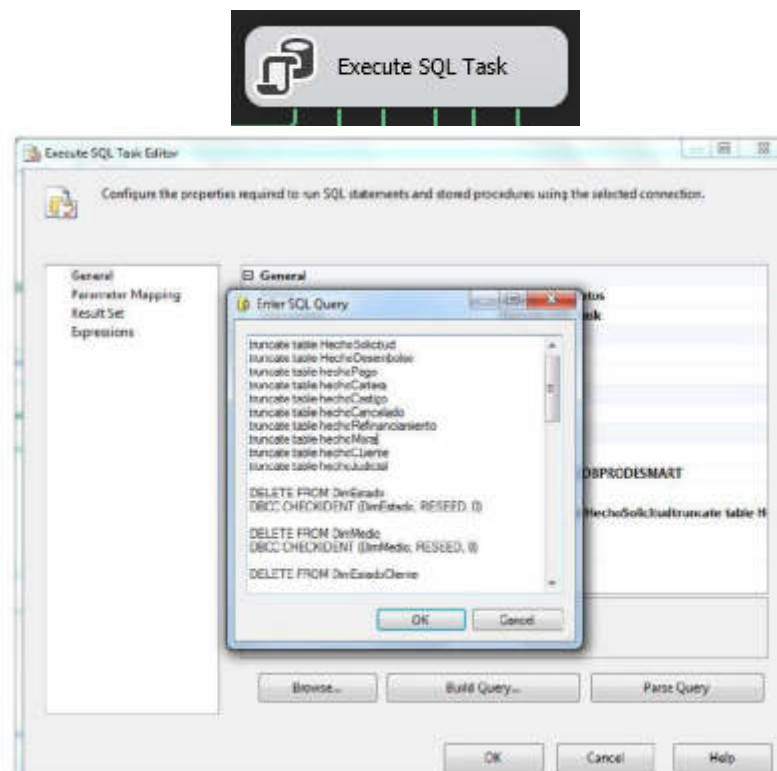 Execute SQL Task
Execute SQL Task Editor
Configure the properties required to run SQL statements and stored procedures using the selected connection.
General
Parameter Mapping
Result Set
Expressions
General
Enter SQL Query
truncate table HechoSolicitud
truncate table HechoDesembolso
truncate table hechoPago
truncate table hechoCartera
truncate table hechoCastigo
truncate table hechoCancelado
truncate table hechoRefinanciamiento
truncate table hechoMora
truncate table hechoCLiente
truncate table hechoJudicial
DELETE FROM DimEstado
DBCC CHECKIDENT (DimEstado, RESEED, 0)
DELETE FROM DimMedio
DBCC CHECKIDENT (DimMedio, RESEED, 0)
DELETE FROM DimEstadoCliente
OK
Cancel
HechoSolicitudtruncate table H
Browse...
Build Query...
Parse Query
OK
Cancel
Help